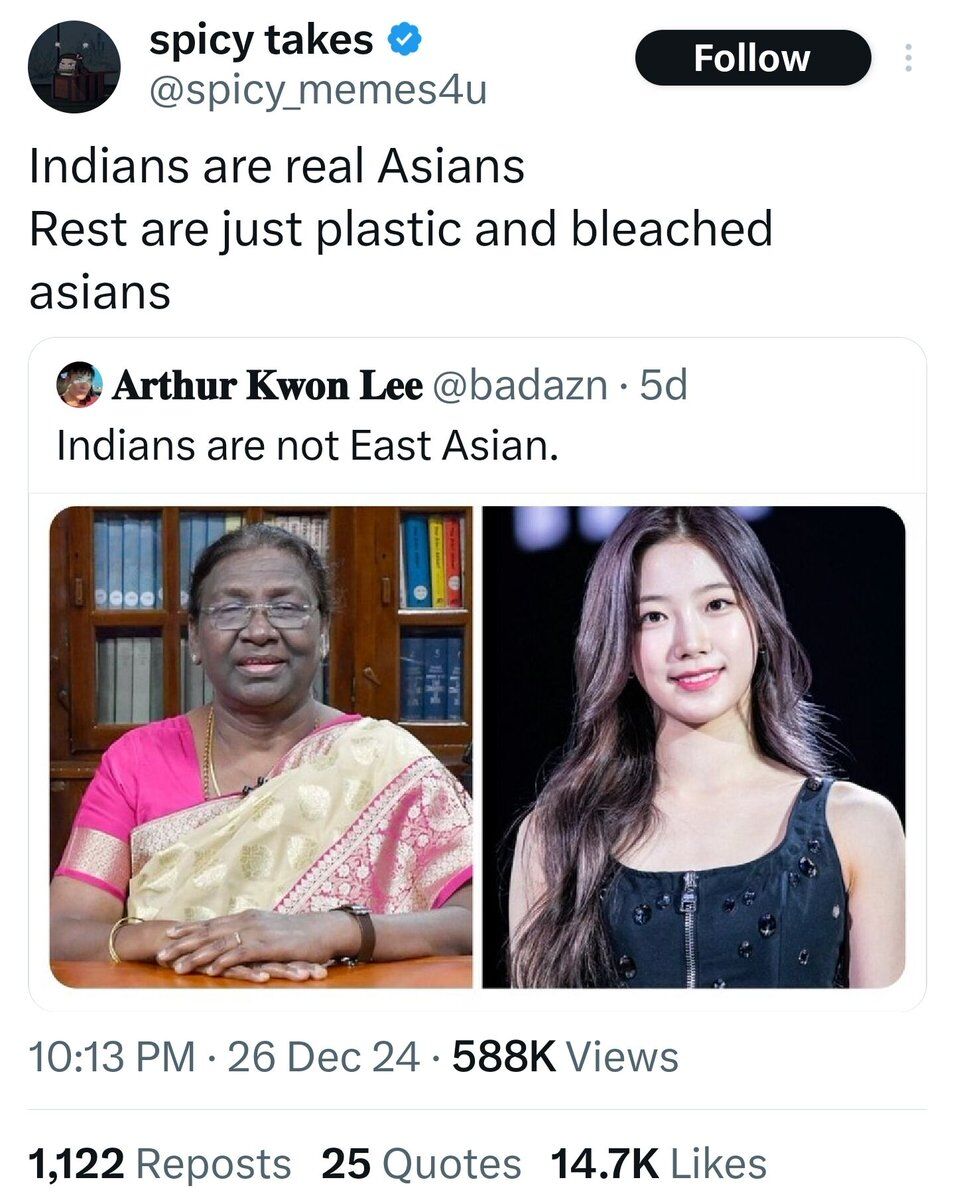 spicy takes
Follow
@spicy_memes4u
Indians are real Asians
Rest are just plastic and bleached
asians
Arthur Kwon Lee @badazn · 5d
Indians are not East Asian.
10:13 PM · 26 Dec 24 · 588K Views
1,122 Reposts 25 Quotes 14.7K Likes